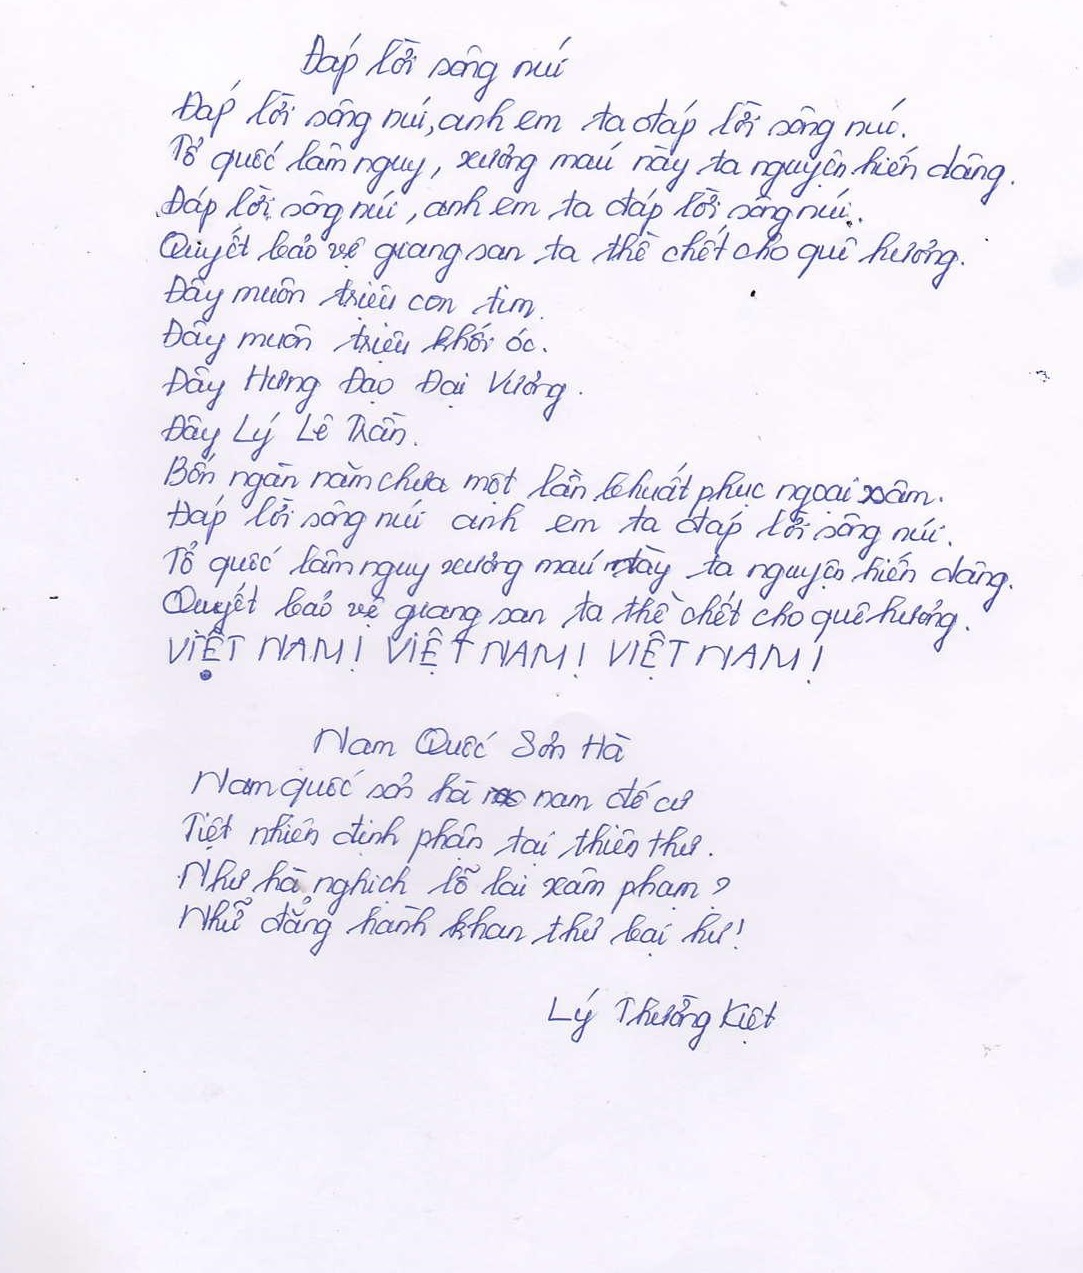 Đáp lời sông núi
Đáp lời sông núi, anh em ta đáp lời sông núi.
Tổ quốc lâm nguy, xương máu này ta nguyện hiến dâng.
Đáp lời sông núi, anh em ta đáp lời sông núi.
Quyết bảo vệ giang san ta thề chết cho quê hương.
Đây muôn triệu con tim.
Đây muôn triệu khối óc.
Đây Hưng Đạo Đại Vương.
Đây Lý Lê Trần.
Bốn ngàn năm chưa một lần khuất phục ngoại xâm.
Đáp lời sông núi anh em ta đáp lời sông núi.
Tổ quốc lâm nguy xương máu này ta nguyện hiến dâng.
Quyết bảo vệ giang san ta thề chết cho quê hương.
VIỆT NAM! VIỆT NAM! VIỆT NAM!
Nam Quốc Sơn Hà
Nam quốc sơn hà nam đế cư
Tiệt nhiên định phận tại thiên thư.
Như hà nghịch lỗ lai xâm phạm?
Nhữ đẳng hành khan thứ bại hư!
Lý Thường Kiệt